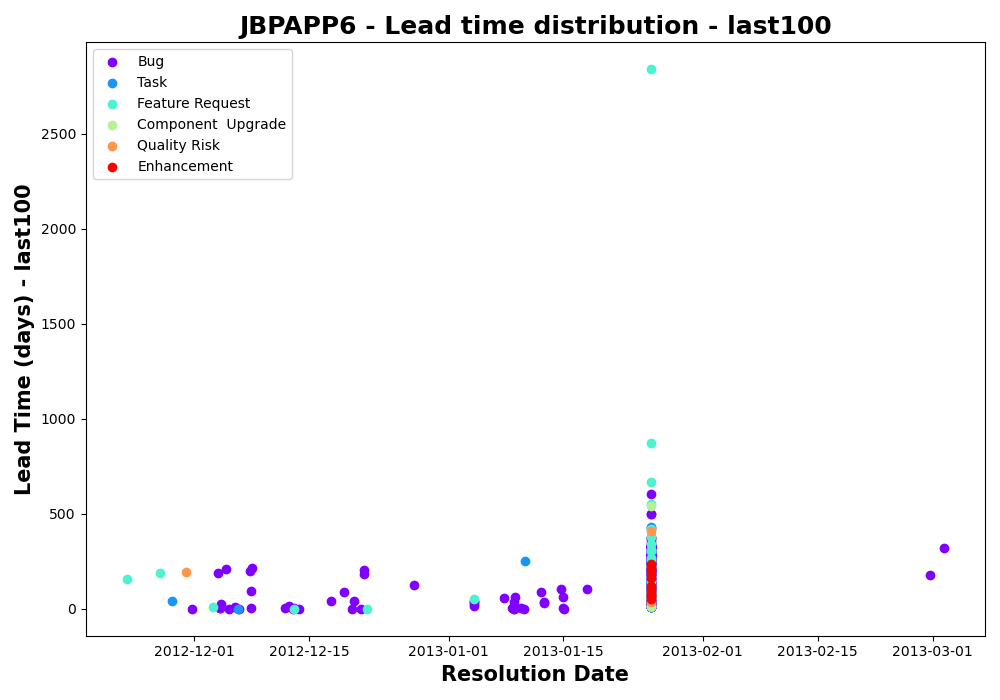 JBPAPP6 - Lead time distribution - last100
Bug
Task
Feature Request
Component  Upgrade
Quality Risk
Enhancement
Lead Time (days) - last100
2500
2000
1500
1000
500
0
2012-12-01 2012-12-15 2013-01-01 2013-01-15 2013-02-01 2013-02-15 2013-03-01
Resolution Date